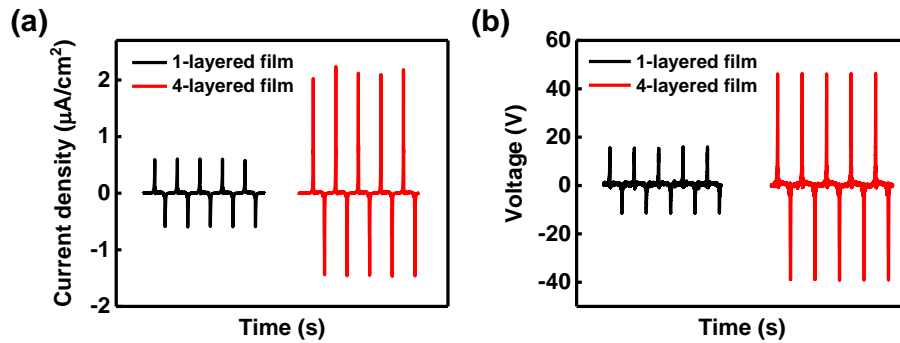 (a)
Current density (μA/cm²)
2
1
0
-1
-2
1-layered film
4-layered film
Time (s)
(b)
Voltage (V)
60
40
20
0
-20
-40
1-layered film
4-layered film
Time (s)